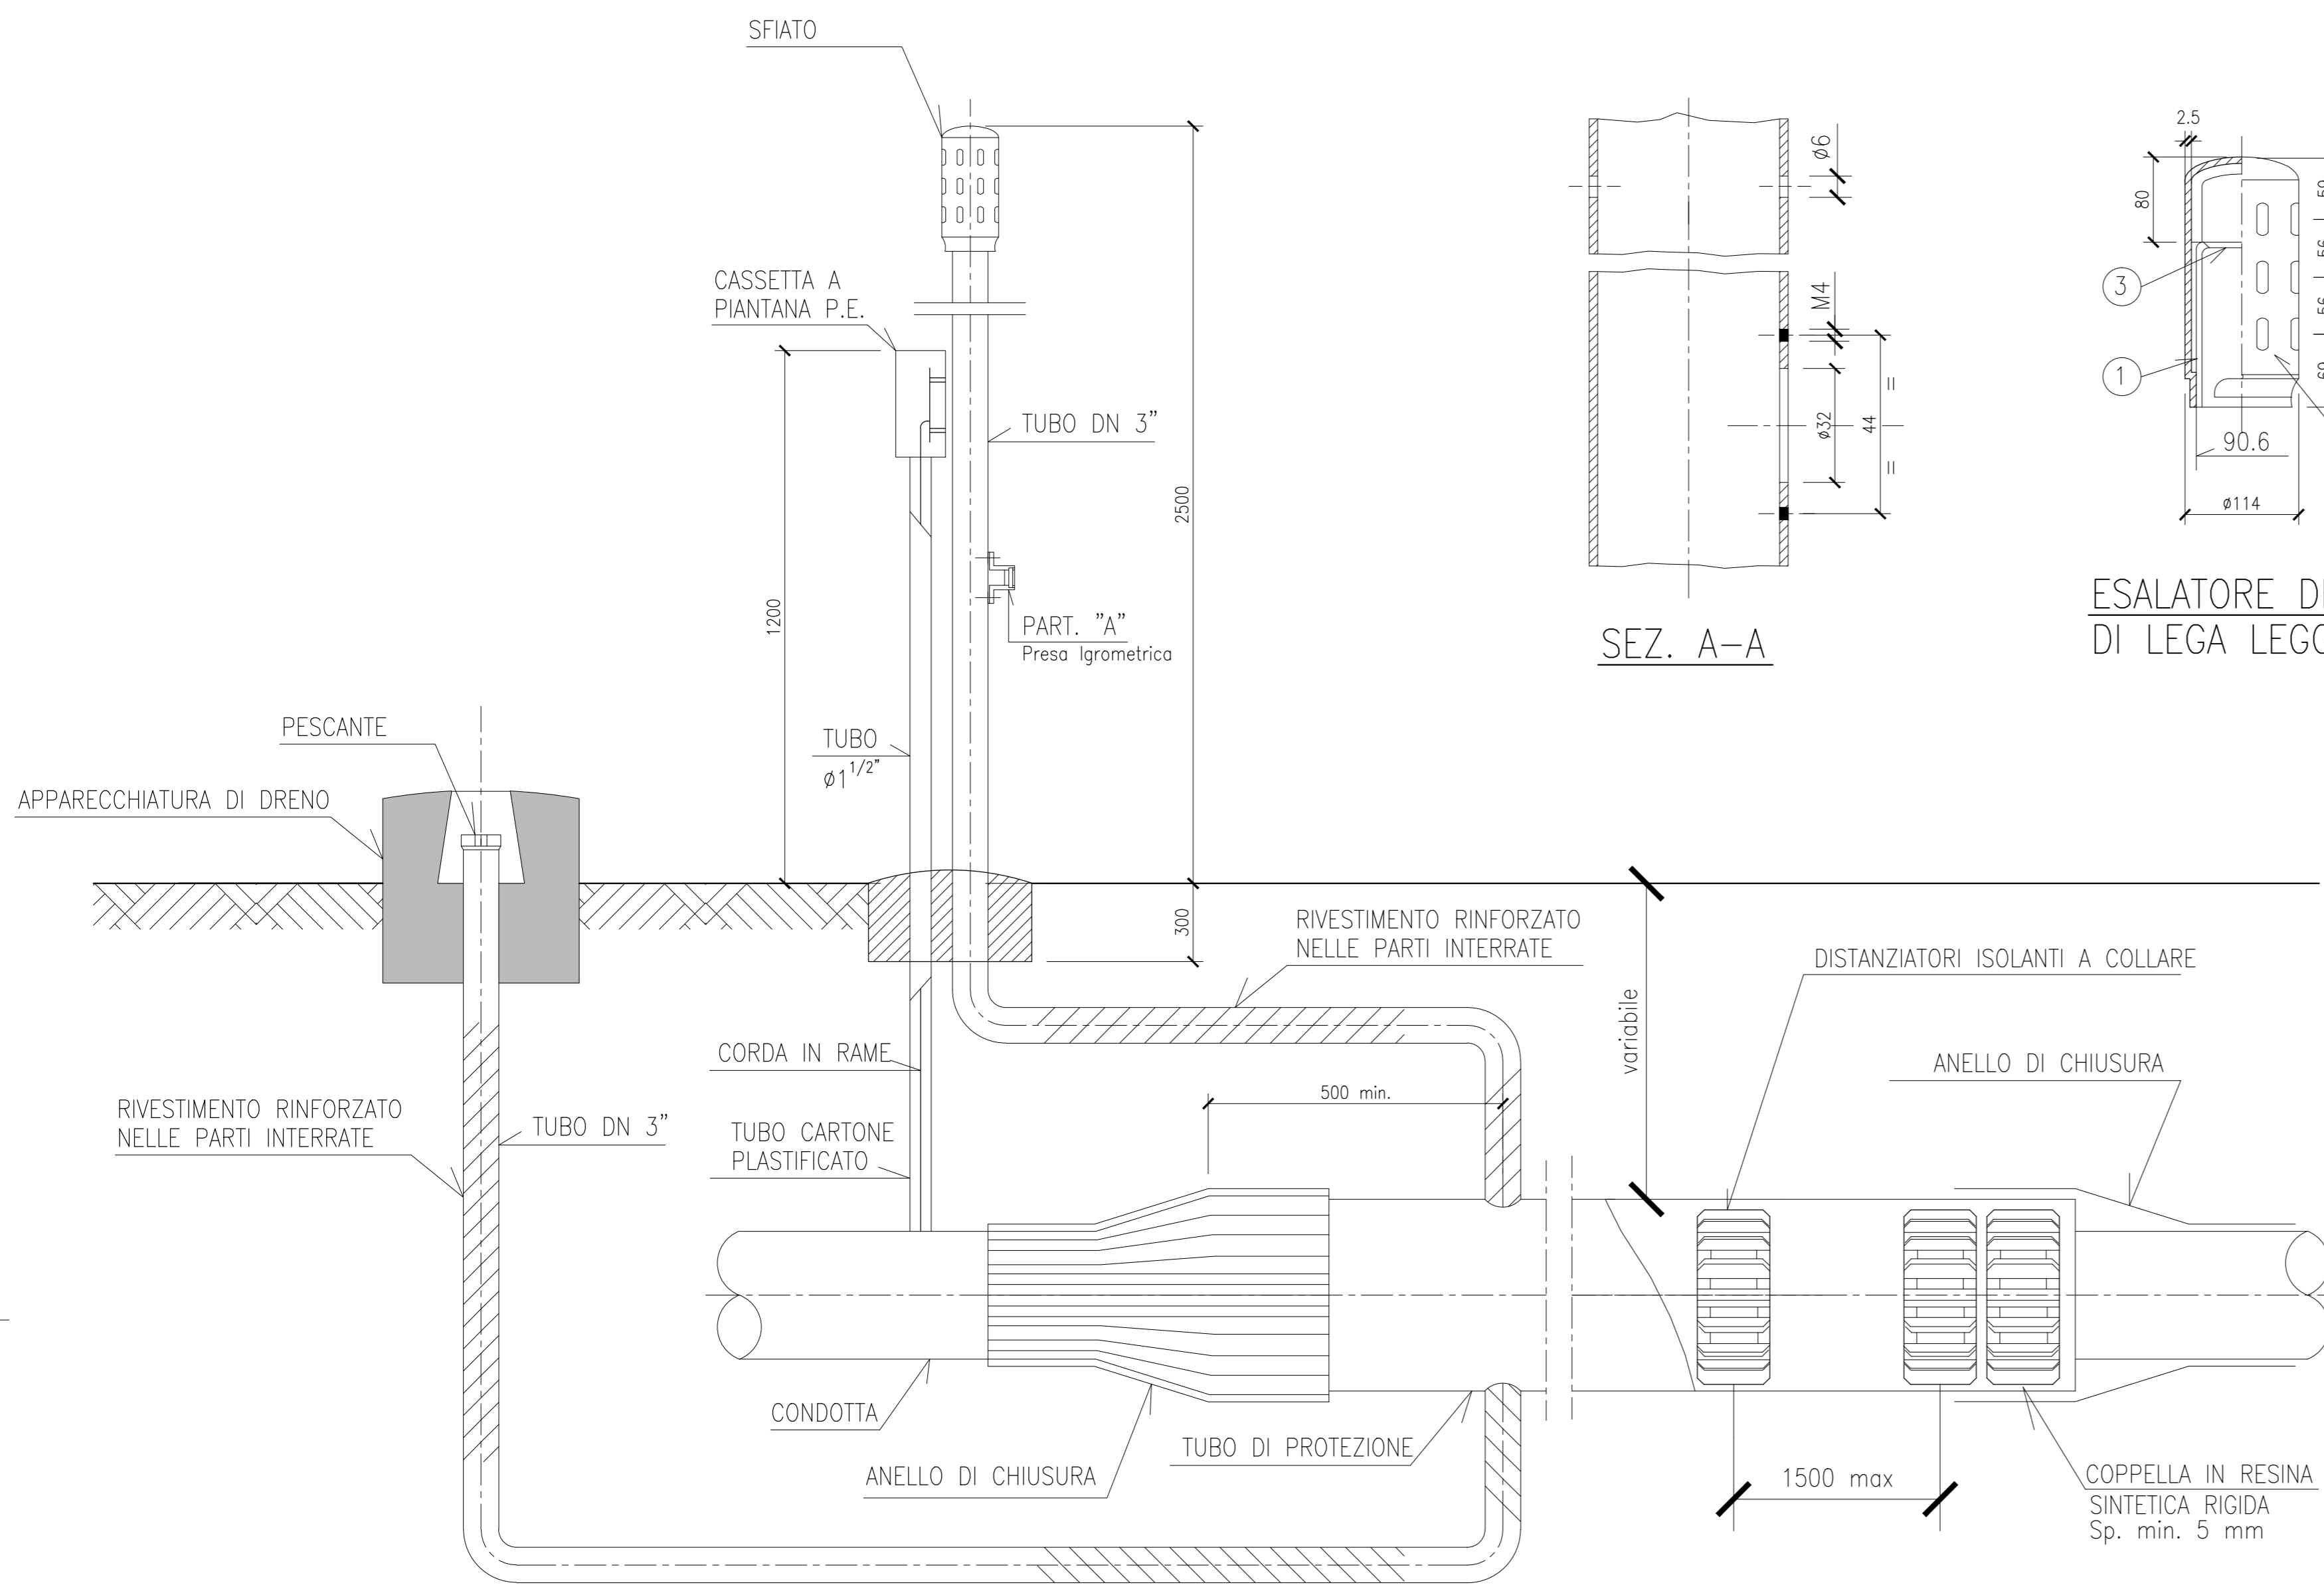 SFIATO
CASSETTA A
PIANTANA P.E.
TUBO DN 3"
2500
1200
PART. "A"
Presa Igrometrica
TUBO
ø1 1/2"
PESCANTE
APPARECCHIATURA DI DRENO
300
RIVESTIMENTO RINFORZATO
NELLE PARTI INTERRATE
CORDA IN RAME
500 min.
RIVESTIMENTO RINFORZATO
NELLE PARTI INTERRATE
TUBO DN 3"
TUBO CARTONE
PLASTIFICATO
CONDOTTA
ANELLO DI CHIUSURA
TUBO DI PROTEZIONE
variabile
DISTANZIATORI ISOLANTI A COLLARE
ANELLO DI CHIUSURA
1500 max
COPPELLA IN RESINA
SINTETICA RIGIDA
Sp. min. 5 mm
ø6
M4
ø32
44
=
=
SEZ. A-A
2.5
80
3
1
56
56
90.6
ø114
ESALATORE
DI LEGA